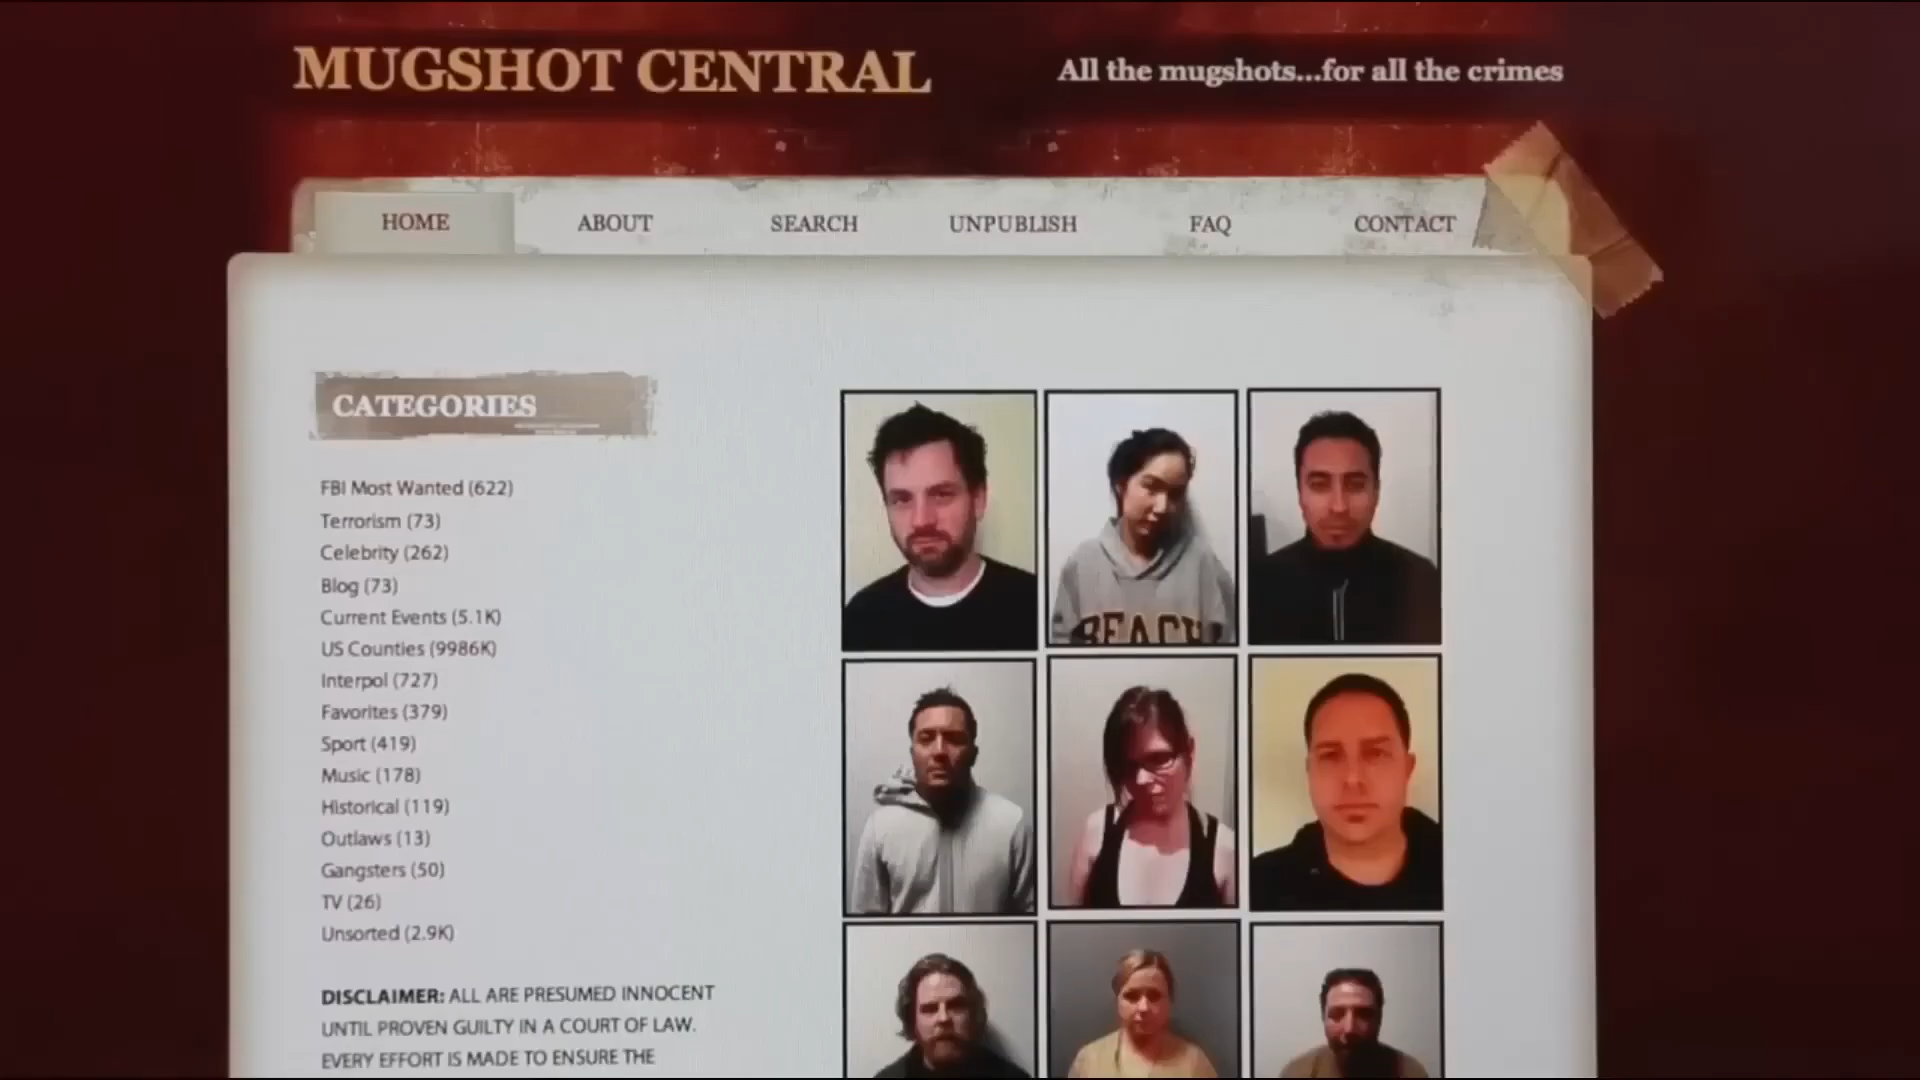 MUGSHOT CENTRAL
All the mugshots...for all the crimes
HOME
ABOUT
SEARCH
UNPUBLISH
FAQ
CONTACT
CATEGORIES
FBI Most Wanted (622)
Terrorism (73)
Celebrity (262)
Blog (73)
Current Events (5.1K)
US Counties (9986K)
Interpol (727)
Favorites (379)
Sport (419)
Music (178)
Historical (119)
Outlaws (13)
Gangsters (50)
TV (26)
Unsorted (2.9K)
DISCLAIMER: ALL ARE PRESUMED INNOCENT
UNTIL PROVEN GUILTY IN A COURT OF LAW.
EVERY EFFORT IS MADE TO ENSURE THE
BEACH